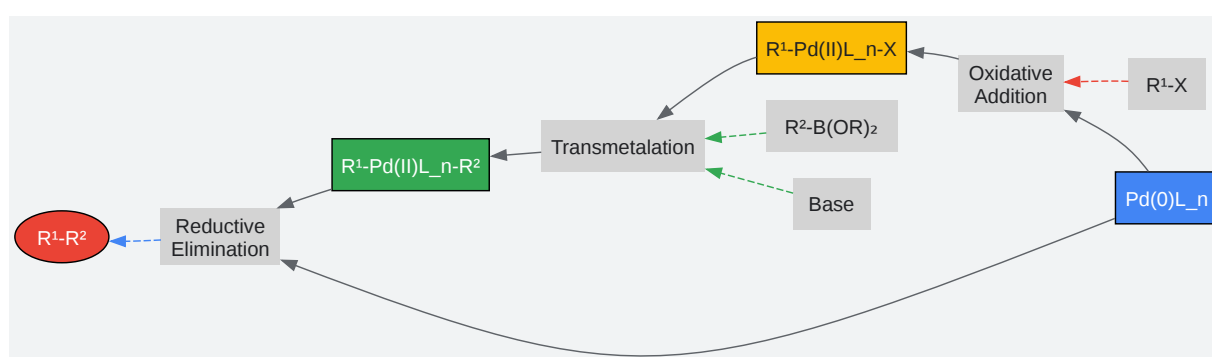 R¹-Pd(II)L_n-X
Oxidative
Addition
R¹-X
R²-B(OR)₂
Transmetalation
R¹-Pd(II)L_n-R²
Base
Pd(0)L_n
Reductive
Elimination
R¹-R²